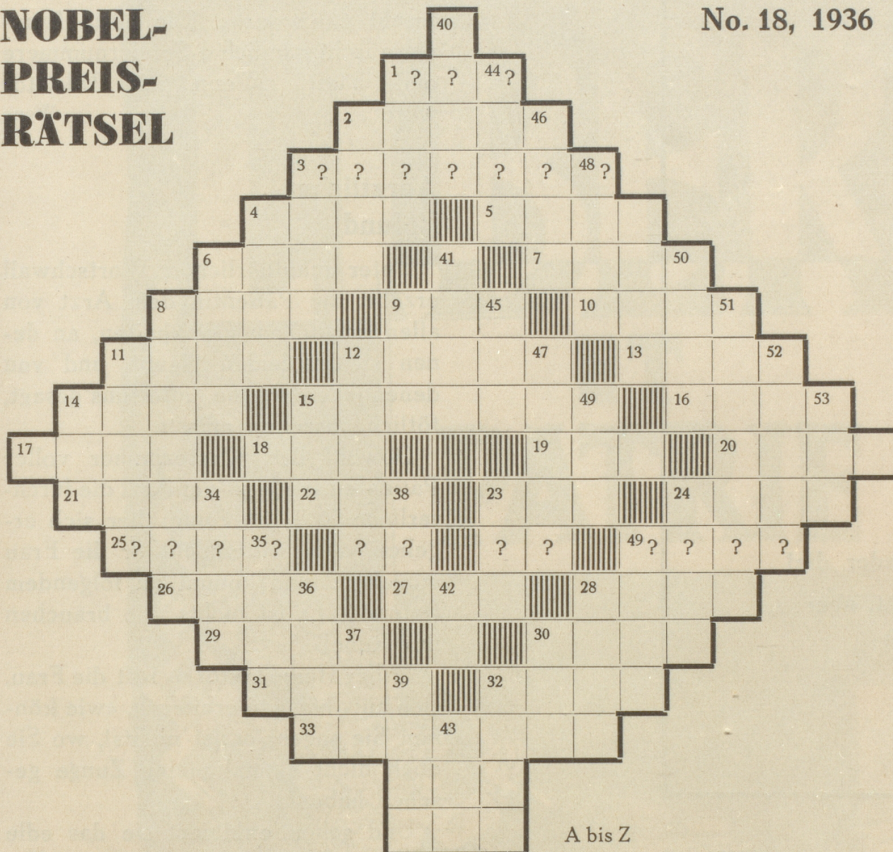 NOBEL-
PREIS-
RÄTSEL
No. 18, 1936
40
1 ? ? 44 ?
2 46
3 ? ? ? ? ? ? 48 ?
4 5
6 41 7 50
8 9 45 10 51
11 12 47 13 52
14 15 49 16 53
17 18 19 20
21 34 22 38 23 24
25 ? ? ? 35 ? ? ? ? ? 49 ? ? ? ?
26 36 27 42 28
29 37 30
31 39 32
33 43
A bis Z